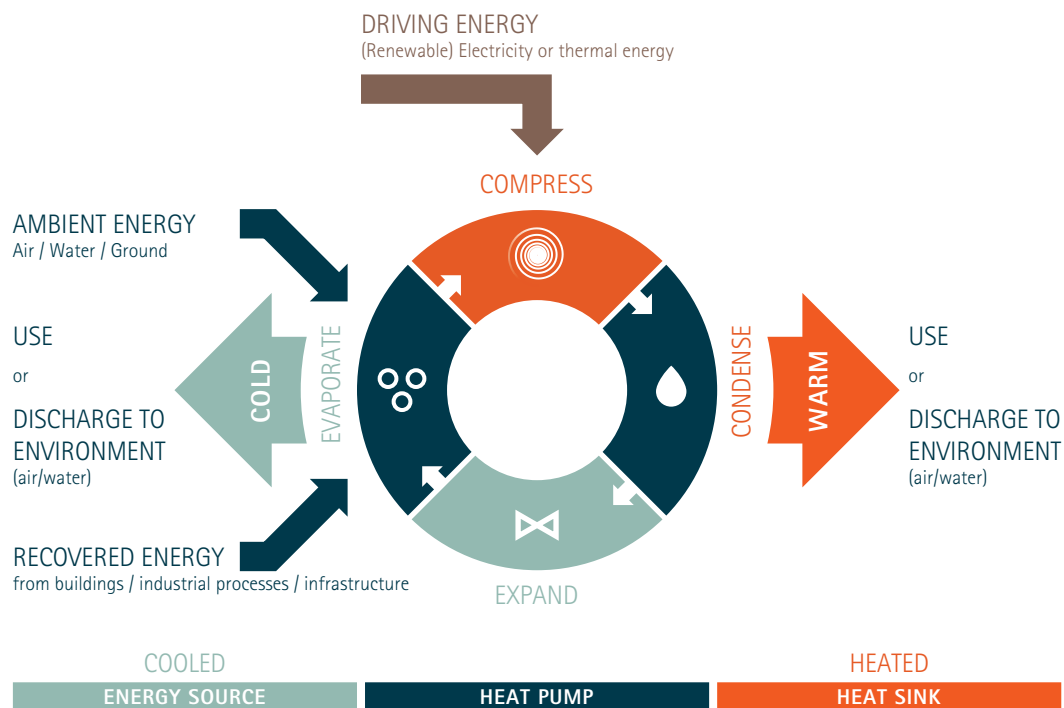 DRIVING ENERGY
(Renewable) Electricity or thermal energy
COMPRESS
AMBIENT ENERGY
Air / Water / Ground
USE
or
DISCHARGE TO
ENVIRONMENT
(air/water)
COLD
EVAPORATE
CONDENSE
WARM
USE
or
DISCHARGE TO
ENVIRONMENT
(air/water)
RECOVERED ENERGY
from buildings / industrial processes / infrastructure
EXPAND
COOLED
HEATED
ENERGY SOURCE
HEAT PUMP
HEAT SINK